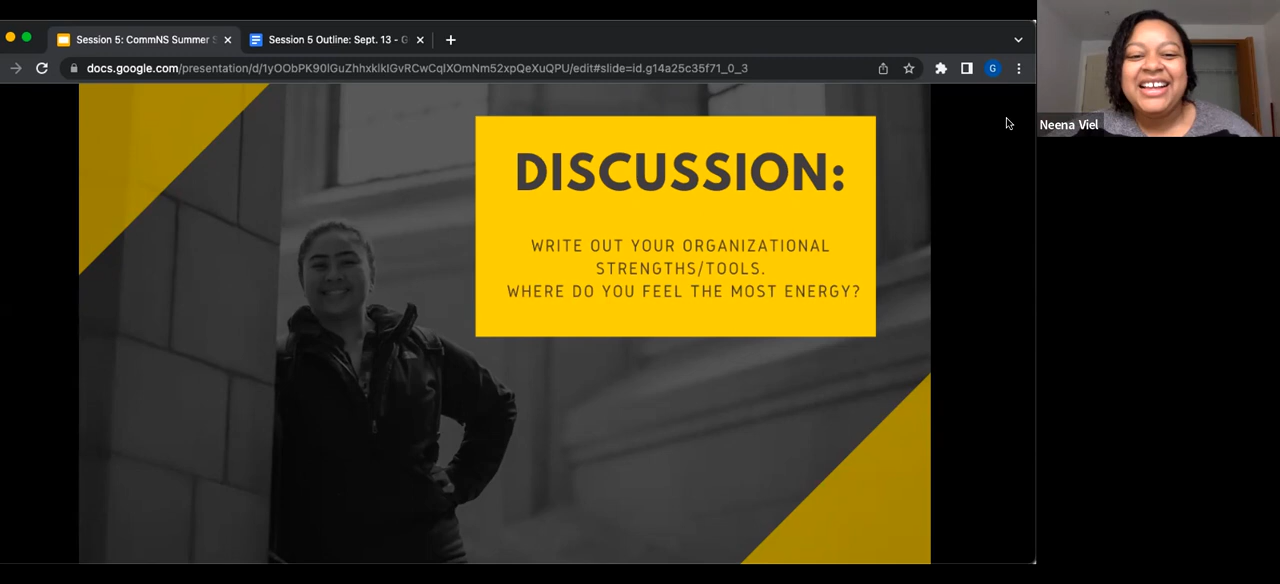 Session 5: CommNS Summer S
Session 5 Outline: Sept. 13 - G
docs.google.com/presentation/d/1yOObPK90lGuZhhxklkIGvRCwCqlXOmNm52xpQeXuQPU/edit#slide=id.g14a25c35f71_0_3
G
Neena Viel
DISCUSSION:
WRITE OUT YOUR ORGANIZATIONAL
STRENGTHS/TOOLS.
WHERE DO YOU FEEL THE MOST ENERGY?